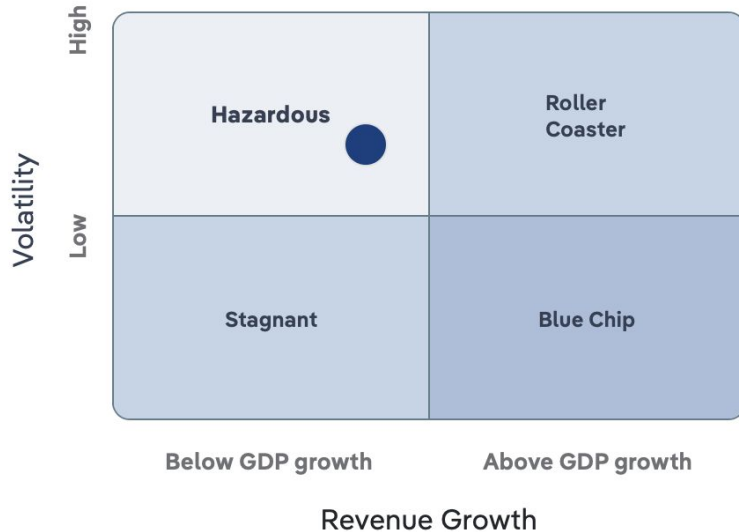 High
Hazardous
Roller
Coaster
Volatility
Low
Stagnant
Blue Chip
Below GDP growth
Above GDP growth
Revenue Growth